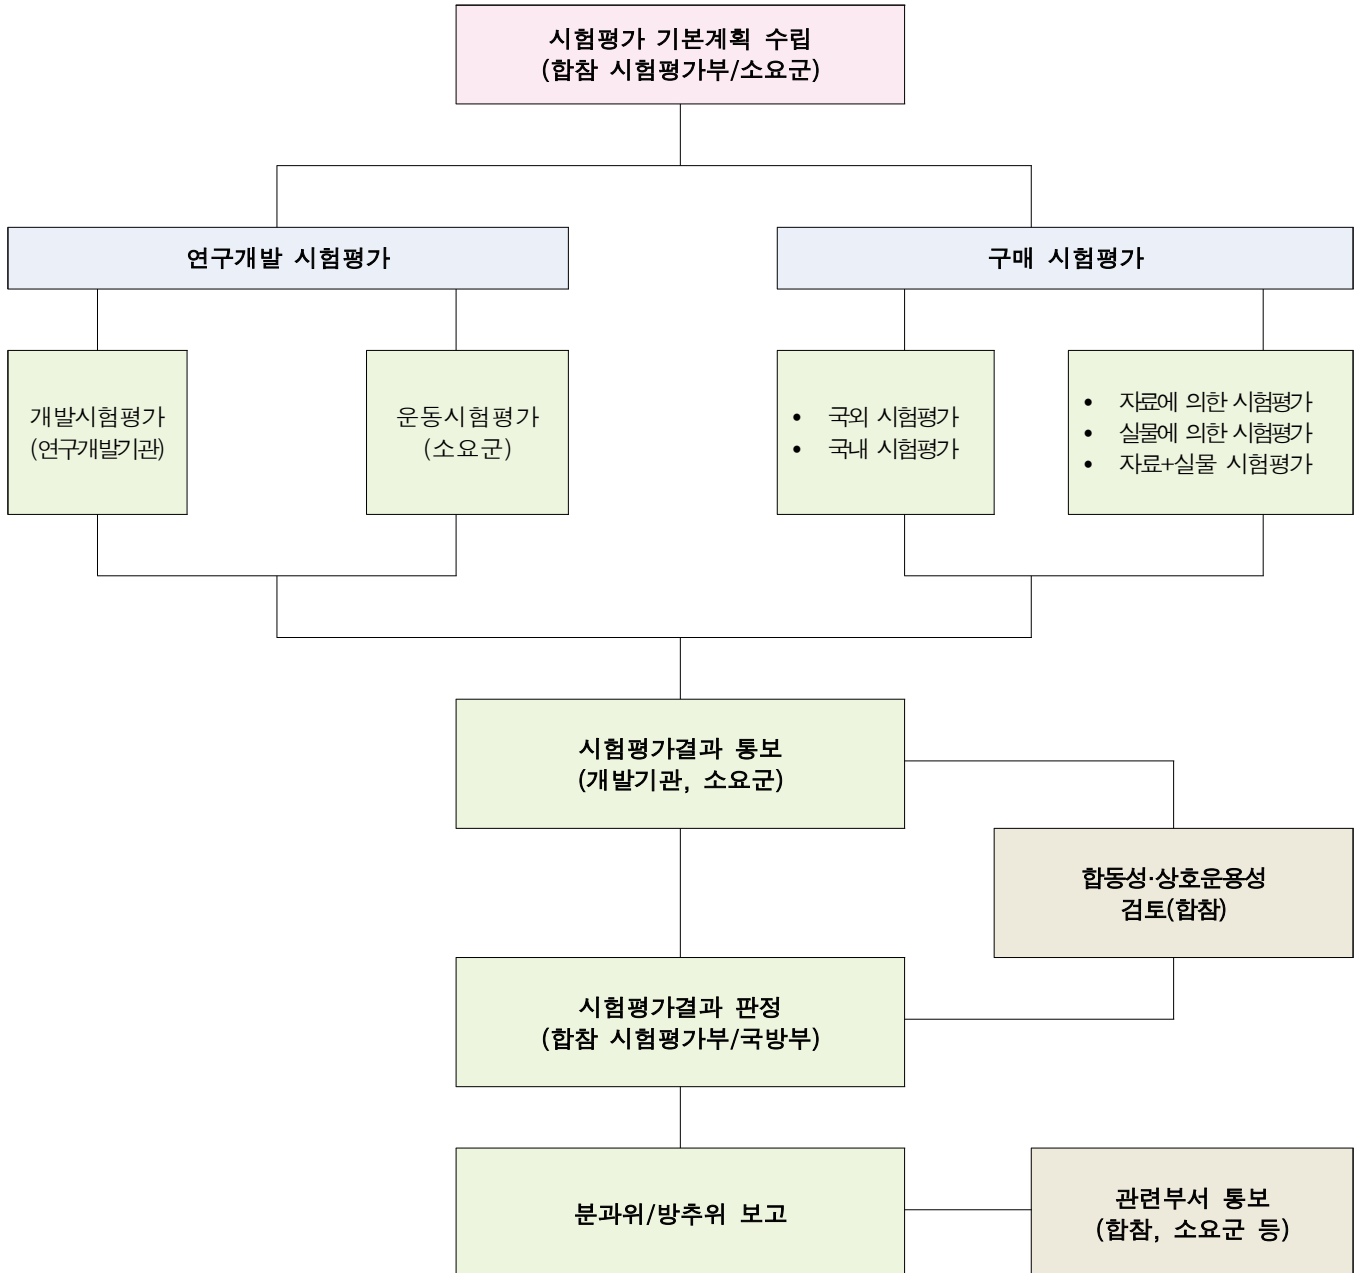 시험평가 기본계획 수립
(합참 시험평가부/소요군)
연구개발 시험평가
구매 시험평가
개발시험평가
(연구개발기관)
운동시험평가
(소요군)
• 국외 시험평가
• 국내 시험평가
• 자료에 의한 시험평가
• 실물에 의한 시험평가
• 자료+실물 시험평가
시험평가결과 통보
(개발기관, 소요군)
합동성·상호운용성
검토(합참)
시험평가결과 판정
(합참 시험평가부/국방부)
분과위/방추위 보고
관련부서 통보
(합참, 소요군 등)